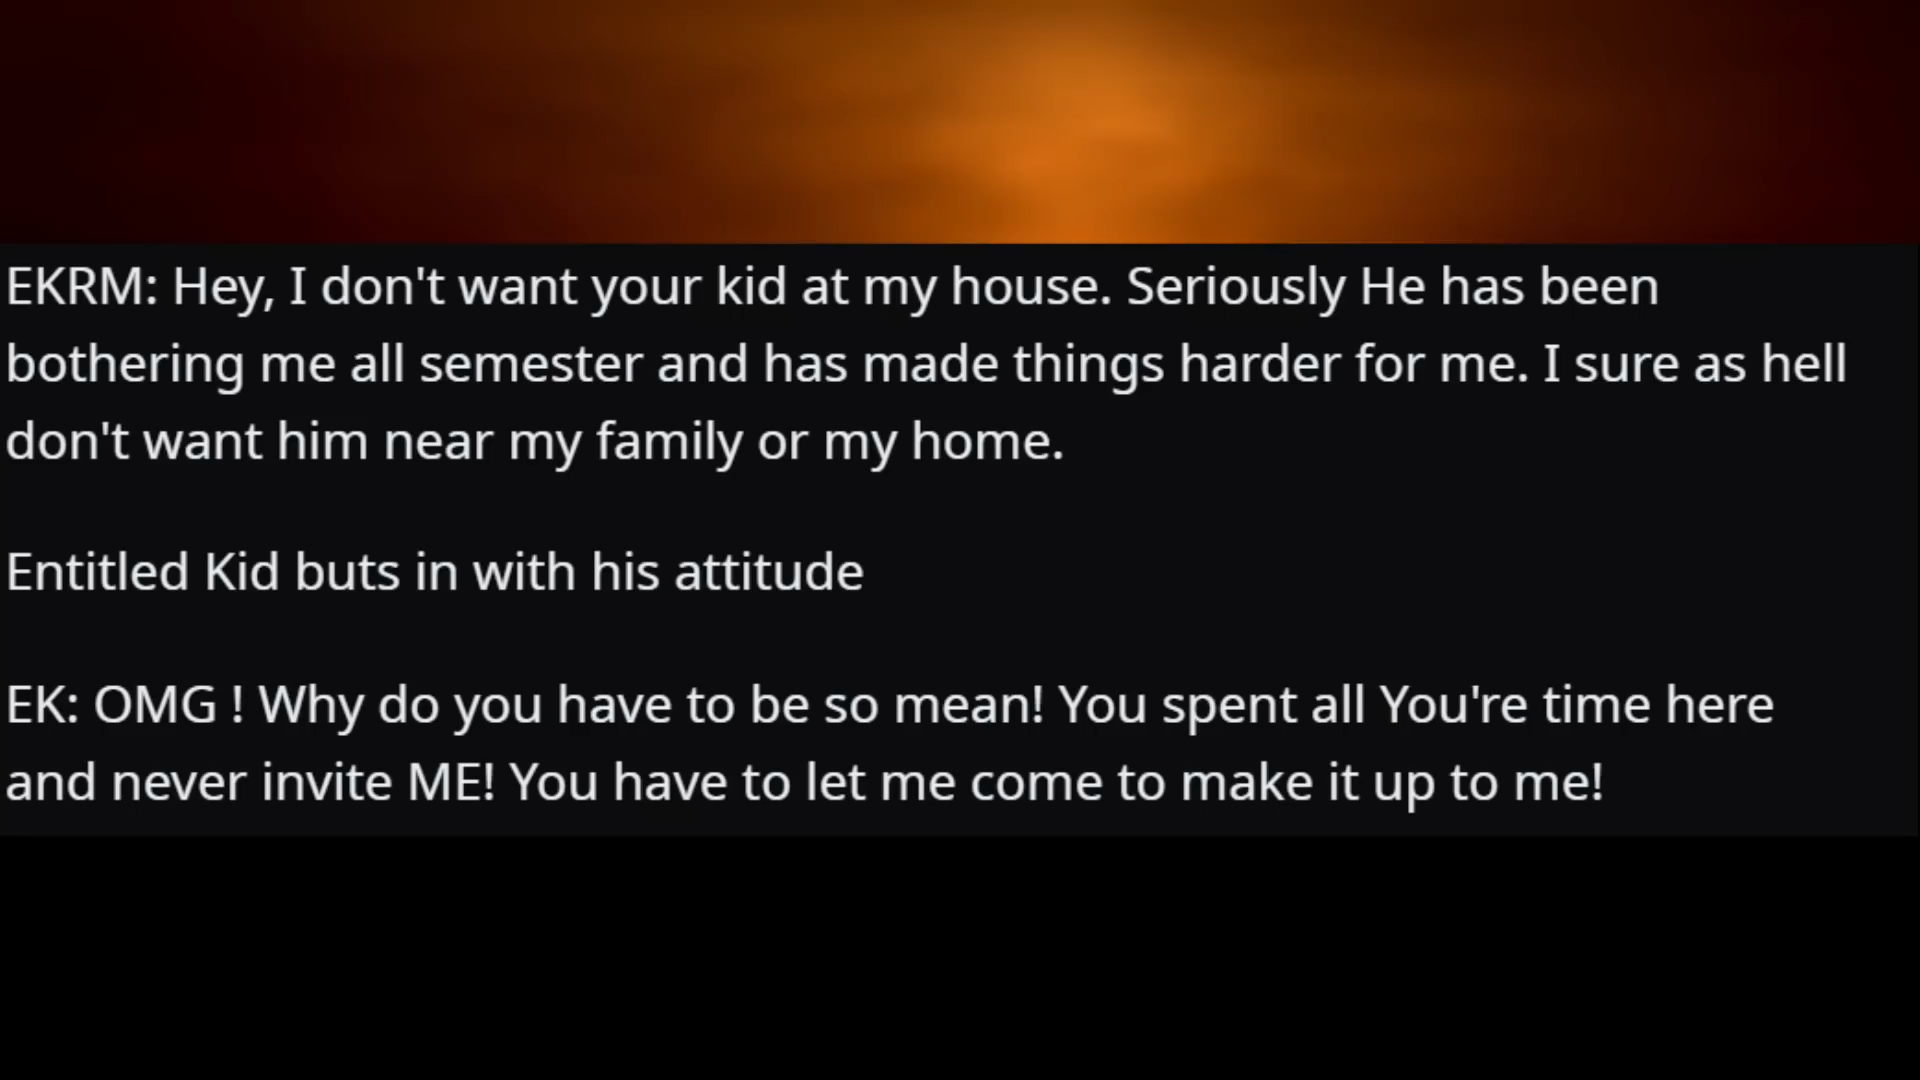 EKRM: Hey, I don't want your kid at my house. Seriously He has been
bothering me all semester and has made things harder for me. I sure as hell
don't want him near my family or my home.
Entitled Kid buts in with his attitude
EK: OMG ! Why do you have to be so mean! You spent all You're time here
and never invite ME! You have to let me come to make it up to me!